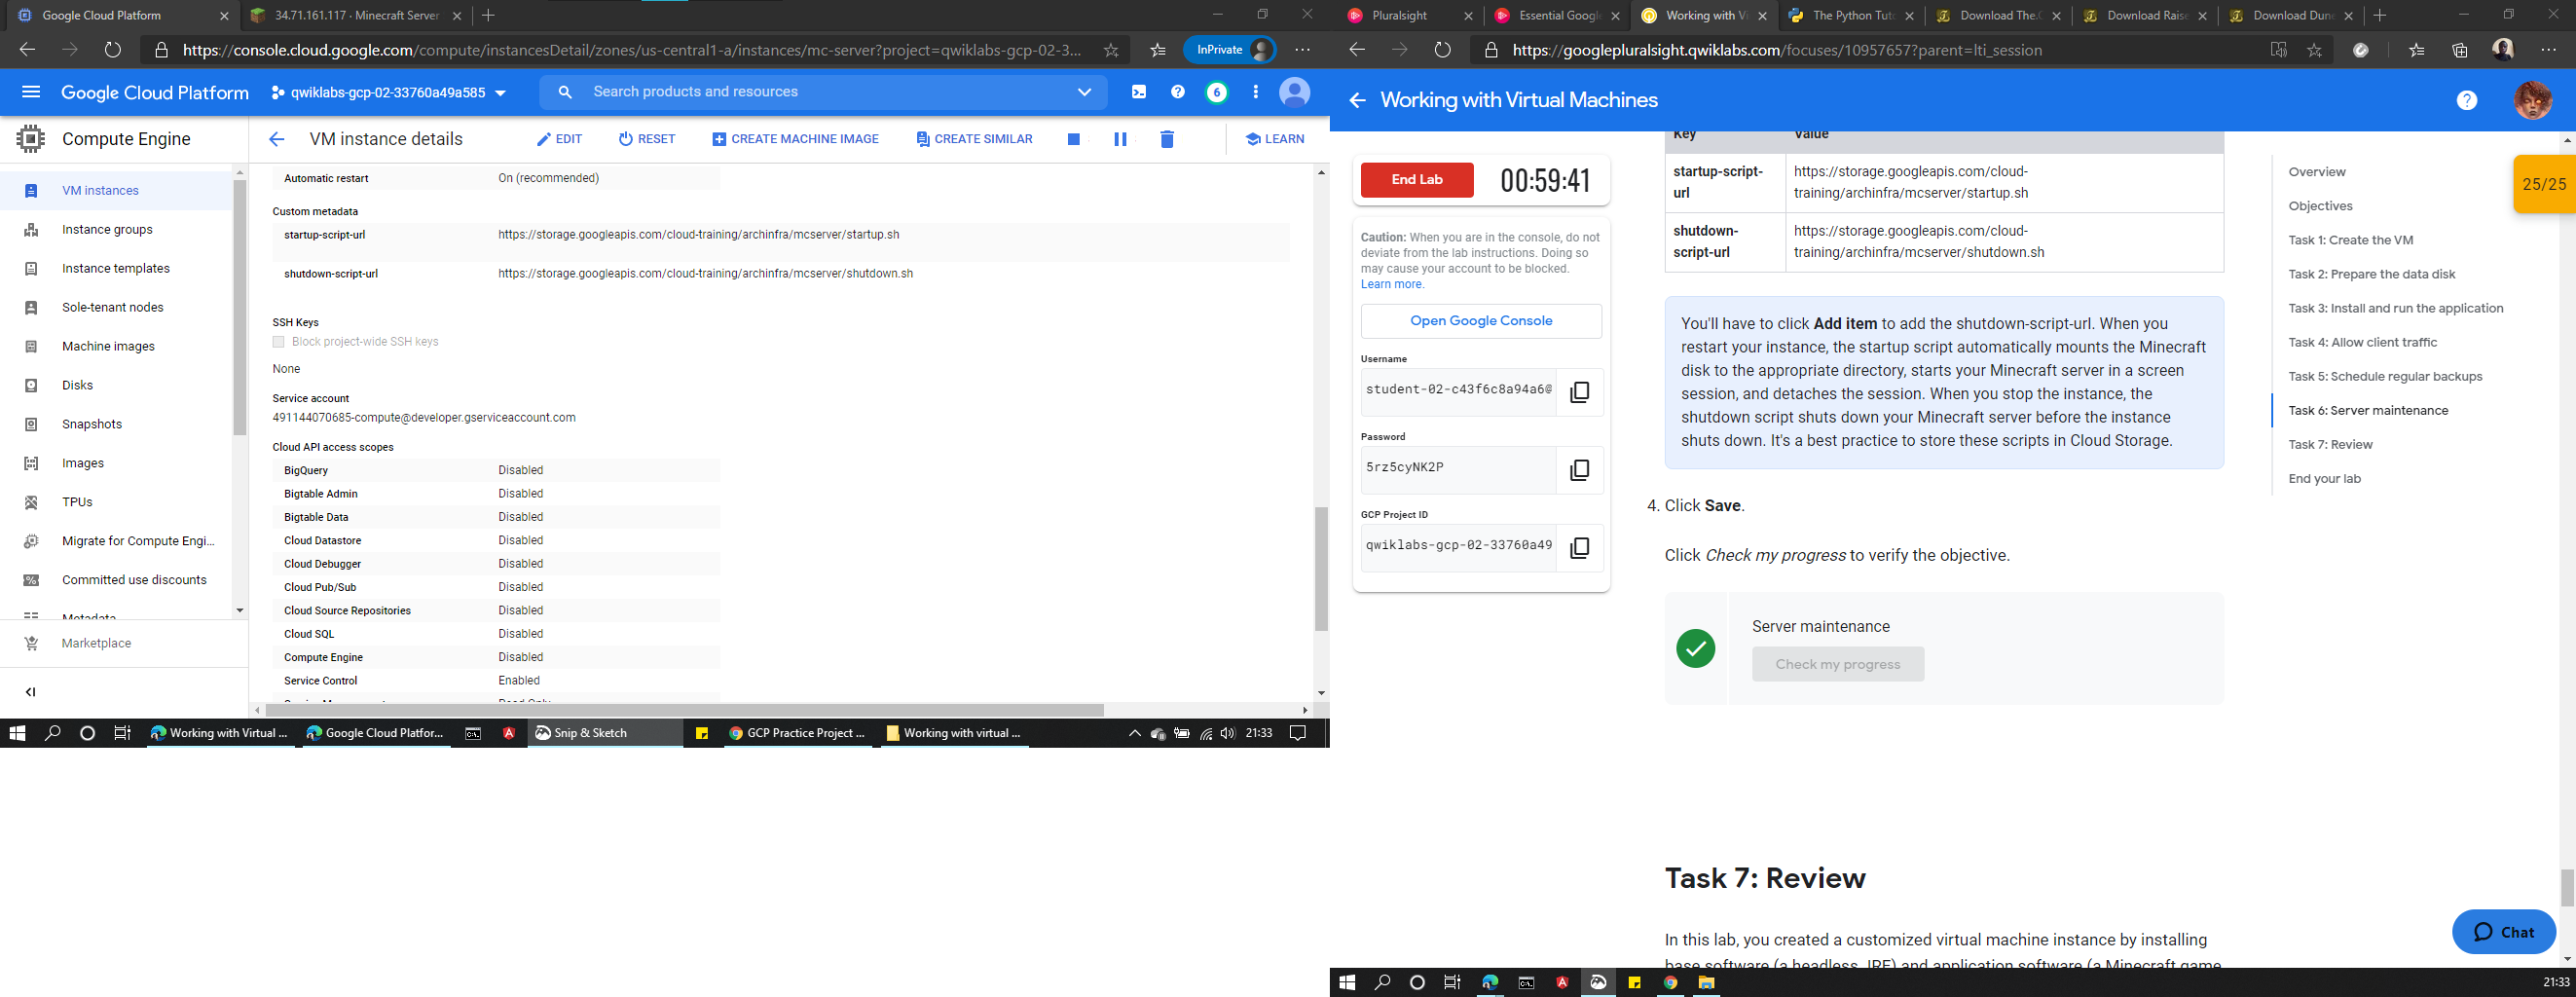 Google Cloud Platform
34.71.161.117 - Minecraft Server
https://console.cloud.google.com/compute/instancesDetail/zones/us-central1-a/instances/mc-server?project=qwiklabs-gcp-02-3...
InPrivate
Google Cloud Platform
qwiklabs-gcp-02-33760a49a585
Search products and resources
6
Compute Engine
VM instance details
EDIT
RESET
CREATE MACHINE IMAGE
CREATE SIMILAR
LEARN
VM instances
Instance groups
Instance templates
Sole-tenant nodes
Machine images
Disks
Snapshots
Images
TPUs
Migrate for Compute Engi...
Committed use discounts
Metadata
Marketplace
Automatic restart On (recommended)
Custom metadata
startup-script-url https://storage.googleapis.com/cloud-training/archinfra/mcserver/startup.sh
shutdown-script-url https://storage.googleapis.com/cloud-training/archinfra/mcserver/shutdown.sh
SSH Keys
Block project-wide SSH keys
None
Service account
491144070685-compute@developer.gserviceaccount.com
Cloud API access scopes
BigQuery Disabled
Bigtable Admin Disabled
Bigtable Data Disabled
Cloud Datastore Disabled
Cloud Debugger Disabled
Cloud Pub/Sub Disabled
Cloud Source Repositories Disabled
Cloud SQL Disabled
Compute Engine Disabled
Service Control Enabled
Working with Virtual ...
Google Cloud Platfor...
Snip & Sketch
GCP Practice Project ...
Working with virtual ...
21:33
Pluralsight
Essential Google
Working with Vi
The Python Tuto
Download The.
Download Raise
Download Dun
https://googlepluralsight.qwiklabs.com/focuses/10957657?parent=lti_session
Working with Virtual Machines
End Lab 00:59:41
Caution: When you are in the console, do not
deviate from the lab instructions. Doing so
may cause your account to be blocked.
Learn more.
Open Google Console
Username
student-02-c43f6c8a94a6@
Password
5rz5cyNK2P
GCP Project ID
qwiklabs-gcp-02-33760a49
Key Value
startup-script-
url
https://storage.googleapis.com/cloud-
training/archinfra/mcserver/startup.sh
shutdown-
script-url
https://storage.googleapis.com/cloud-
training/archinfra/mcserver/shutdown.sh
You'll have to click Add item to add the shutdown-script-url. When you
restart your instance, the startup script automatically mounts the Minecraft
disk to the appropriate directory, starts your Minecraft server in a screen
session, and detaches the session. When you stop the instance, the
shutdown script shuts down your Minecraft server before the instance
shuts down. It's a best practice to store these scripts in Cloud Storage.
4. Click Save.
Click Check my progress to verify the objective.
Server maintenance
Check my progress
Task 7: Review
In this lab, you created a customized virtual machine instance by installing
base software (a headless JRE) and application software (a Minecraft game
Overview
Objectives
Task 1: Create the VM
Task 2: Prepare the data disk
Task 3: Install and run the application
Task 4: Allow client traffic
Task 5: Schedule regular backups
Task 6: Server maintenance
Task 7: Review
End your lab
25/25
Chat
21:33